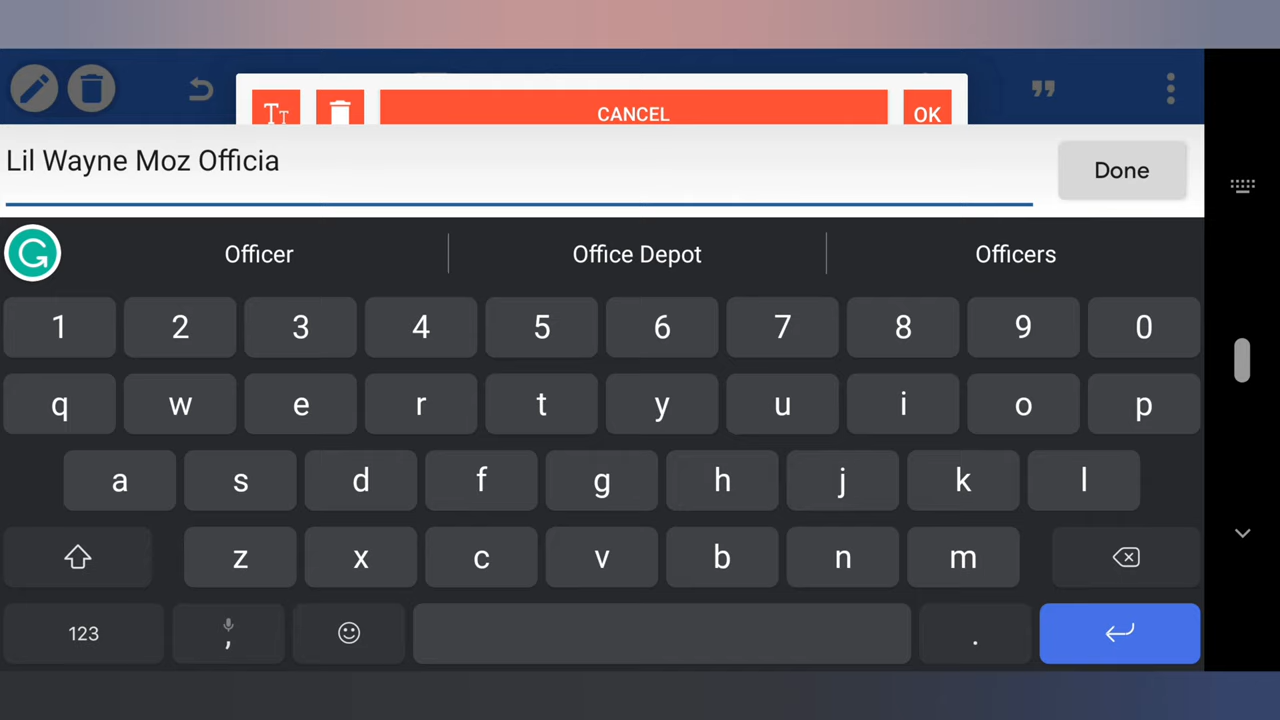 CANCEL
OK
Lil Wayne Moz Officia
Done
Officer
Office Depot
Officers
1 2 3 4 5 6 7 8 9 0
q w e r t y u i o p
a s d f g h j k l
z x c v b n m
123 , .